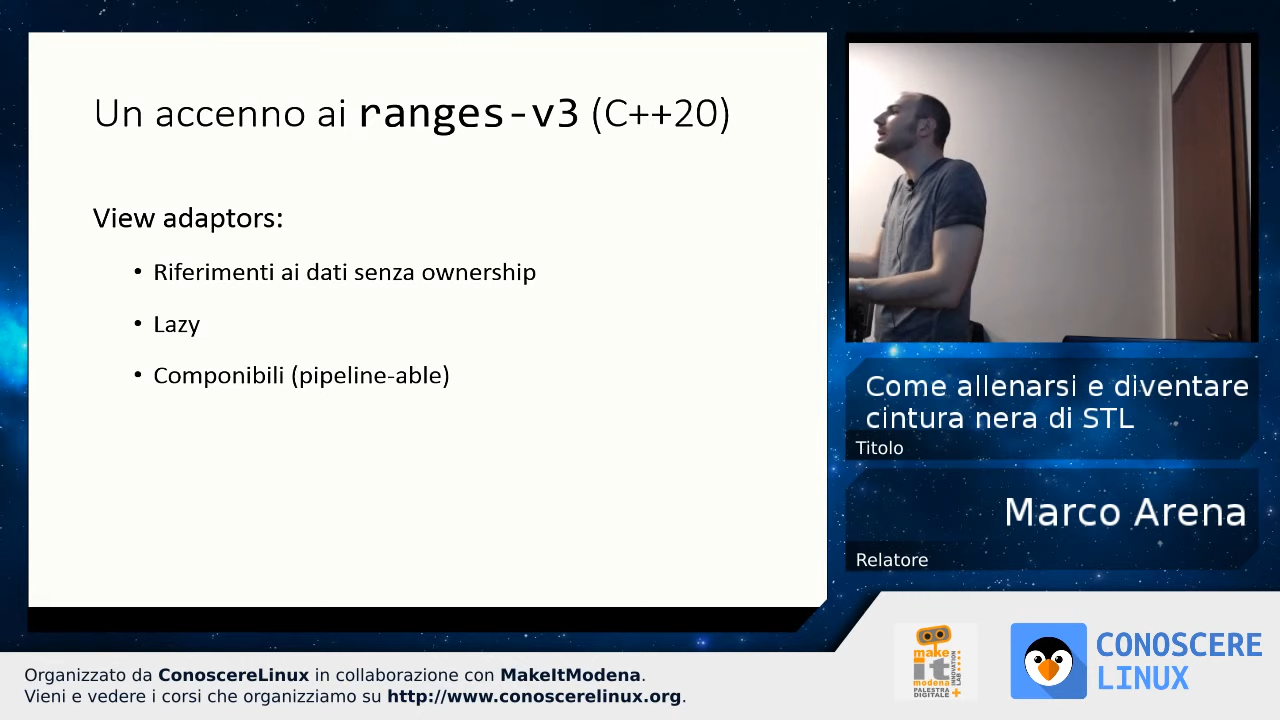 Un accenno ai ranges-v3 (C++20)
View adaptors:
• Riferimenti ai dati senza ownership
• Lazy
• Componibili (pipeline-able)
Come allenarsi e diventare
cintura nera di STL
Titolo
Marco Arena
Relatore
make
it
modena
PALESTRA
DIGITALE
INNOVATION
LAB
CONOSCERE
LINUX
Organizzato da ConoscereLinux in collaborazione con MakeItModena.
Vieni e vedere i corsi che organizziamo su http://www.conoscerelinux.org.